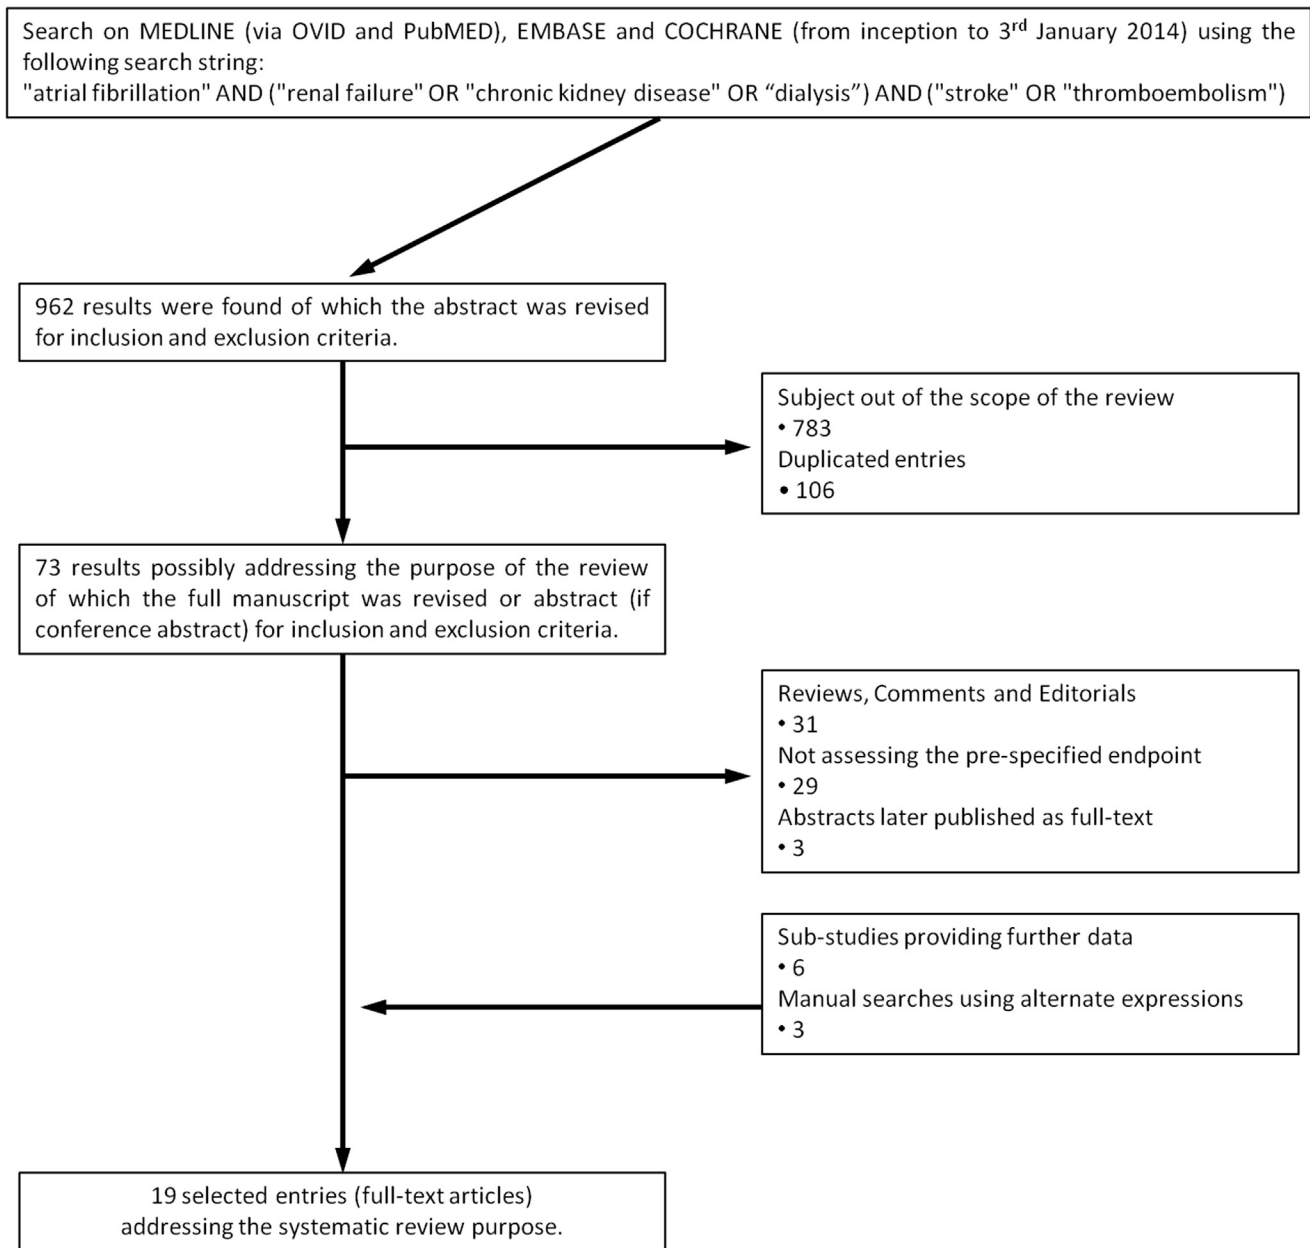 Search on MEDLINE (via OVID and PubMED), EMBASE and COCHRANE (from inception to 3rd January 2014) using the
following search string:
"atrial fibrillation" AND ("renal failure" OR "chronic kidney disease" OR “dialysis”) AND ("stroke" OR "thromboembolism")
962 results were found of which the abstract was revised
for inclusion and exclusion criteria.
Subject out of the scope of the review
• 783
Duplicated entries
• 106
73 results possibly addressing the purpose of the review
of which the full manuscript was revised or abstract (if
conference abstract) for inclusion and exclusion criteria.
Reviews, Comments and Editorials
• 31
Not assessing the pre-specified endpoint
• 29
Abstracts later published as full-text
• 3
Sub-studies providing further data
• 6
Manual searches using alternate expressions
• 3
19 selected entries (full-text articles)
addressing the systematic review purpose.